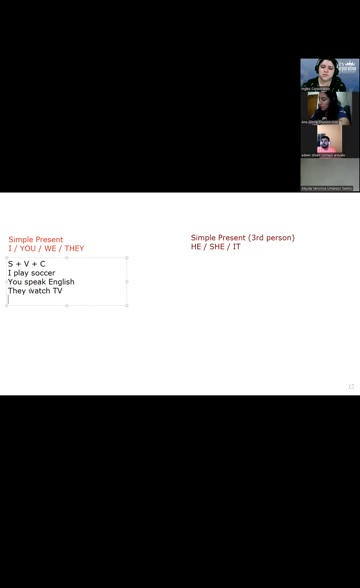 Simple Present
I / YOU / WE / THEY
S + V + C
I play soccer
You speak English
They watch TV
Simple Present (3rd person)
HE / SHE / IT